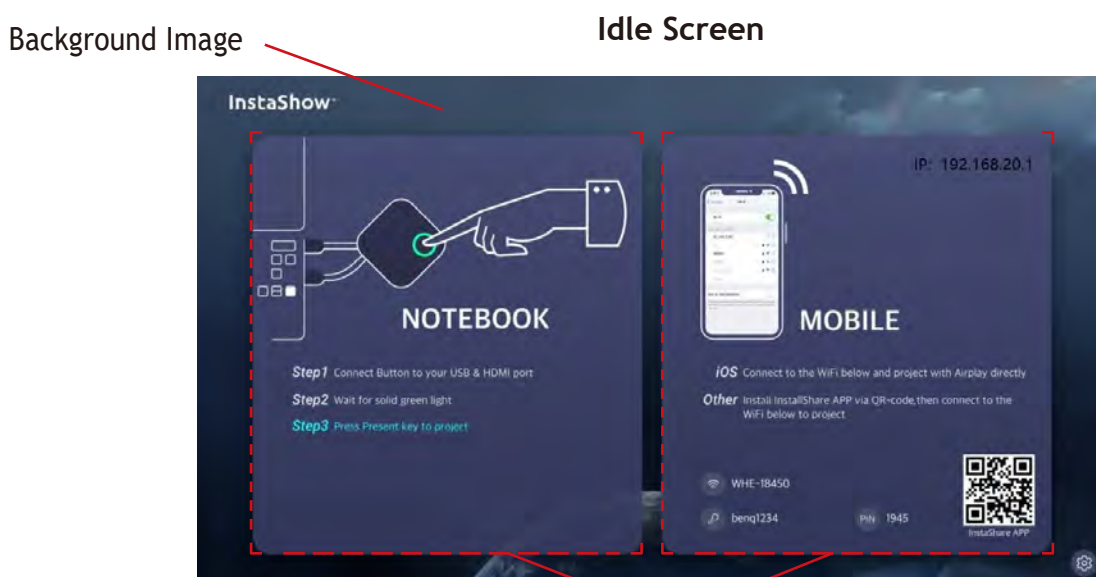 Idle Screen
Background Image
InstaShow™
IP: 192.168.20.1
NOTEBOOK
Step1 Connect Button to your USB & HDMI port
Step2 Wait for solid green light
Step3 Press Present key to project
MOBILE
iOS Connect to the WiFi below and project with Airplay directly
Other Install InstallShare APP via QR-code,then connect to the
WiFi below to project
WHE-18450
benq1234
PIN 1945
InstaShare APP